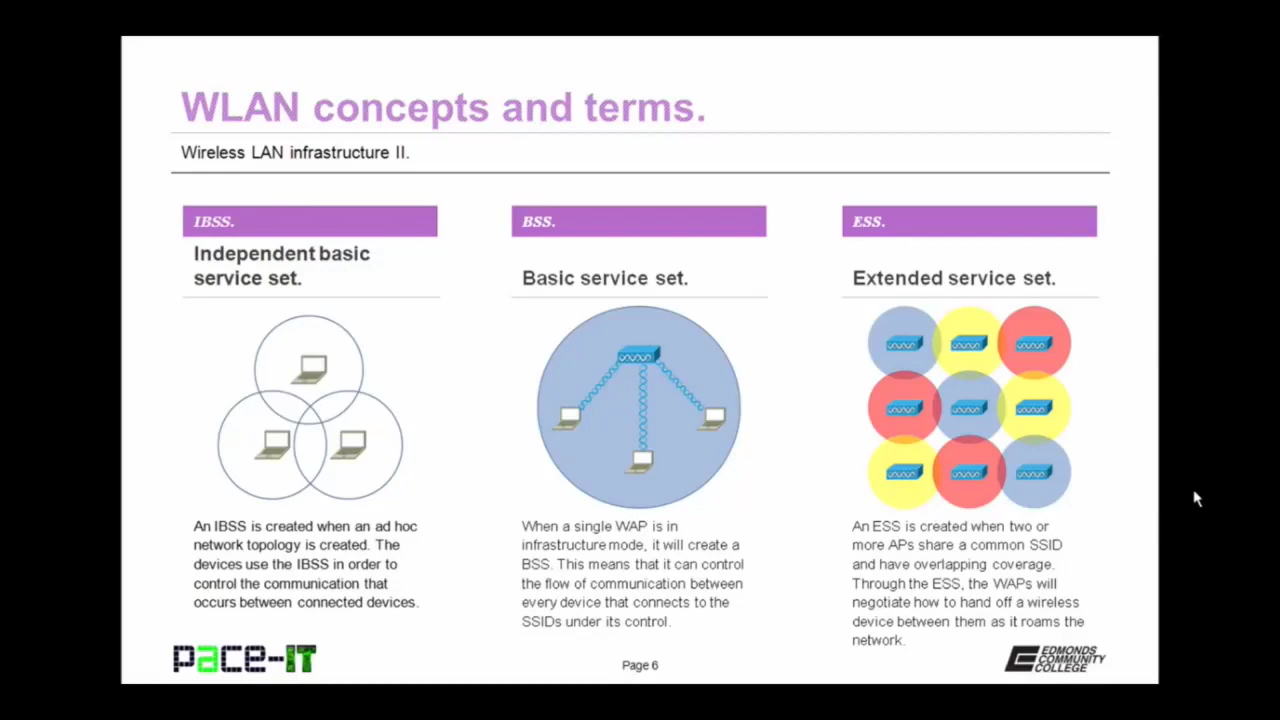 WLAN concepts and terms.
Wireless LAN infrastructure II.
IBSS.
Independent basic
service set.
An IBSS is created when an ad hoc
network topology is created. The
devices use the IBSS in order to
control the communication that
occurs between connected devices.
BSS.
Basic service set.
When a single WAP is in
infrastructure mode, it will create a
BSS. This means that it can control
the flow of communication between
every device that connects to the
SSIDs under its control.
ESS.
Extended service set.
An ESS is created when two or
more APs share a common SSID
and have overlapping coverage.
Through the ESS, the WAPs will
negotiate how to hand off a wireless
device between them as it roams the
network.
pace-IT
Page 6
EDMONDS
COMMUNITY
COLLEGE